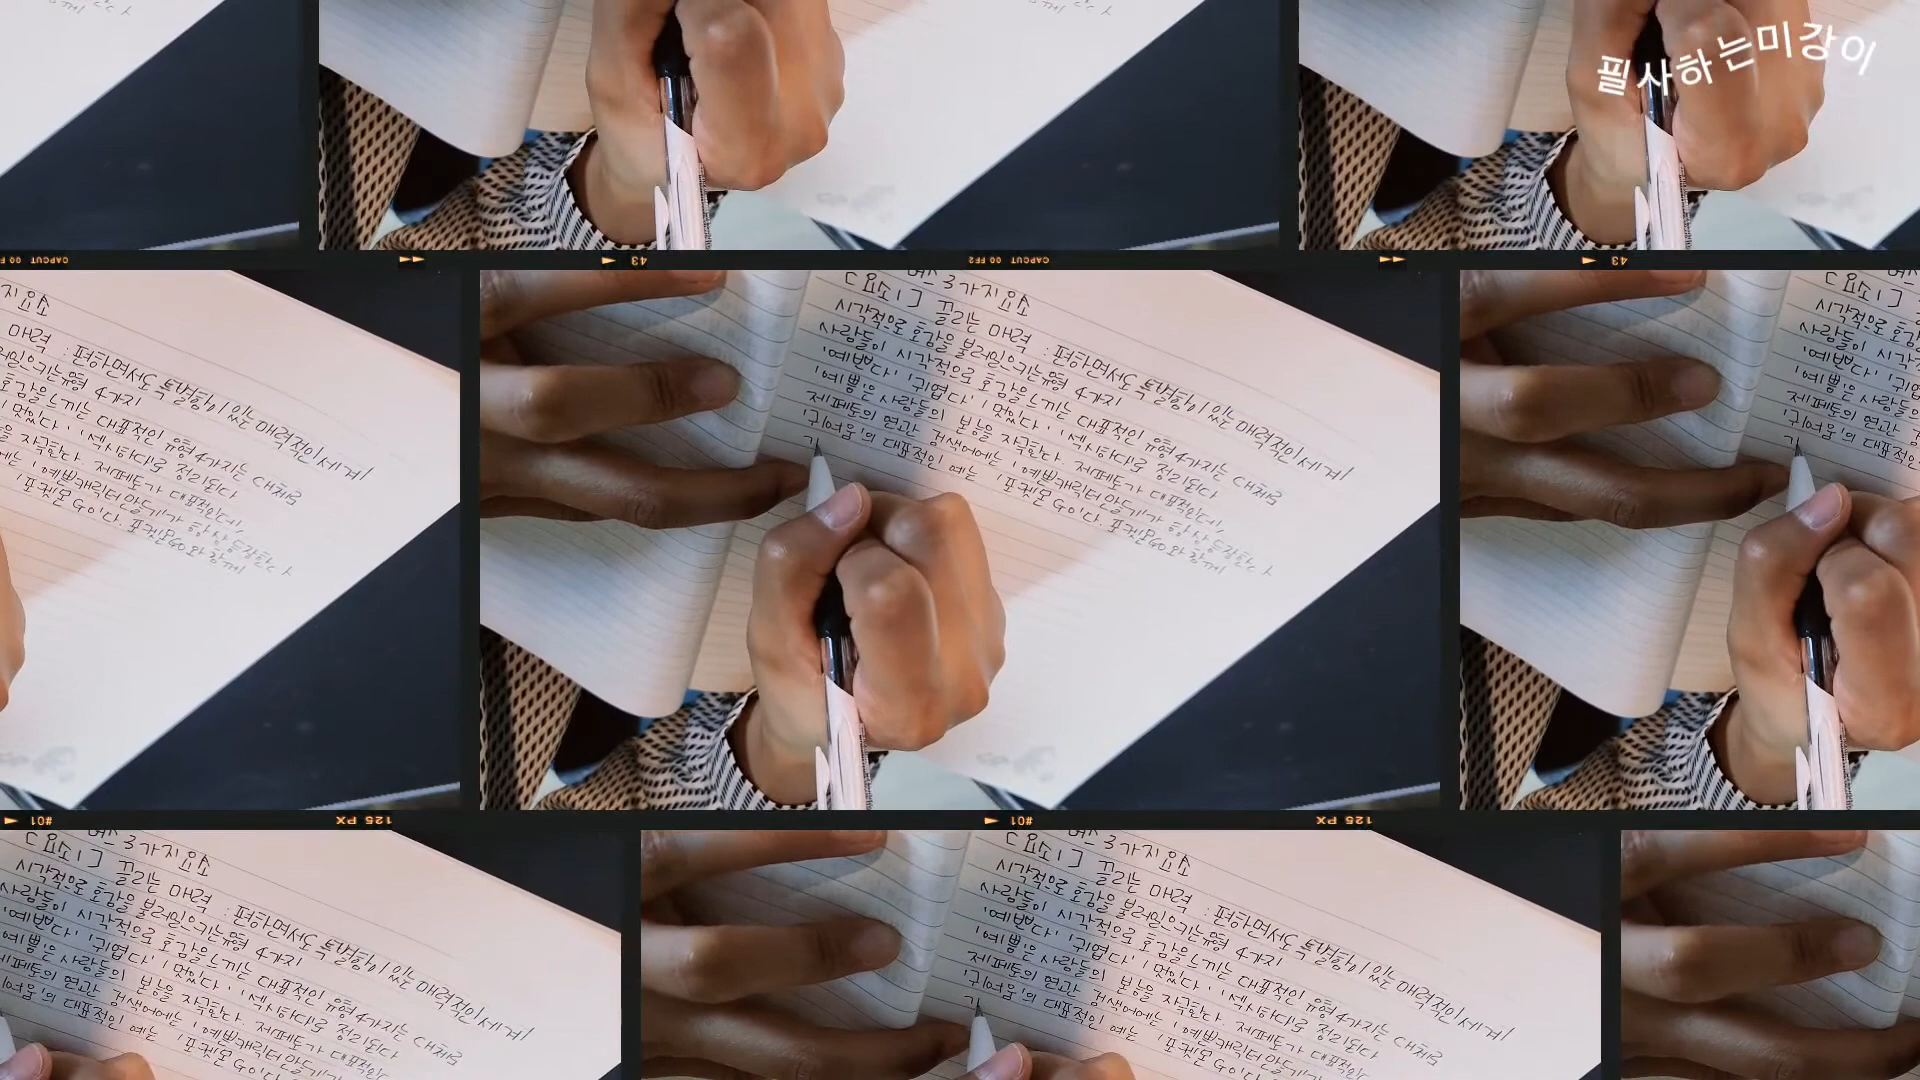 필사하는미강이
3가지요소
[요소1] 끌리는 매력 : 편하면서도 특별함이 있는 매력적인 세계
시각적으로 호감을 불러일으키는 유형 4가지
사람들이 시각적으로 호감을 느끼는 대표적인 유형 4가지는 대체로
'예쁘다' '귀엽다' '멋있다' '섹시하다'로 정리된다
'예쁨'은 사람들의 본능을 자극한다. 제페토가 대표적인데,
제페토의 연관 검색어에는 '예쁜캐릭터만들기'가 항상 등장한다
'귀여움'의 대표적인 예는 '포켓몬 Go'다. 포켓몬Go와 함께